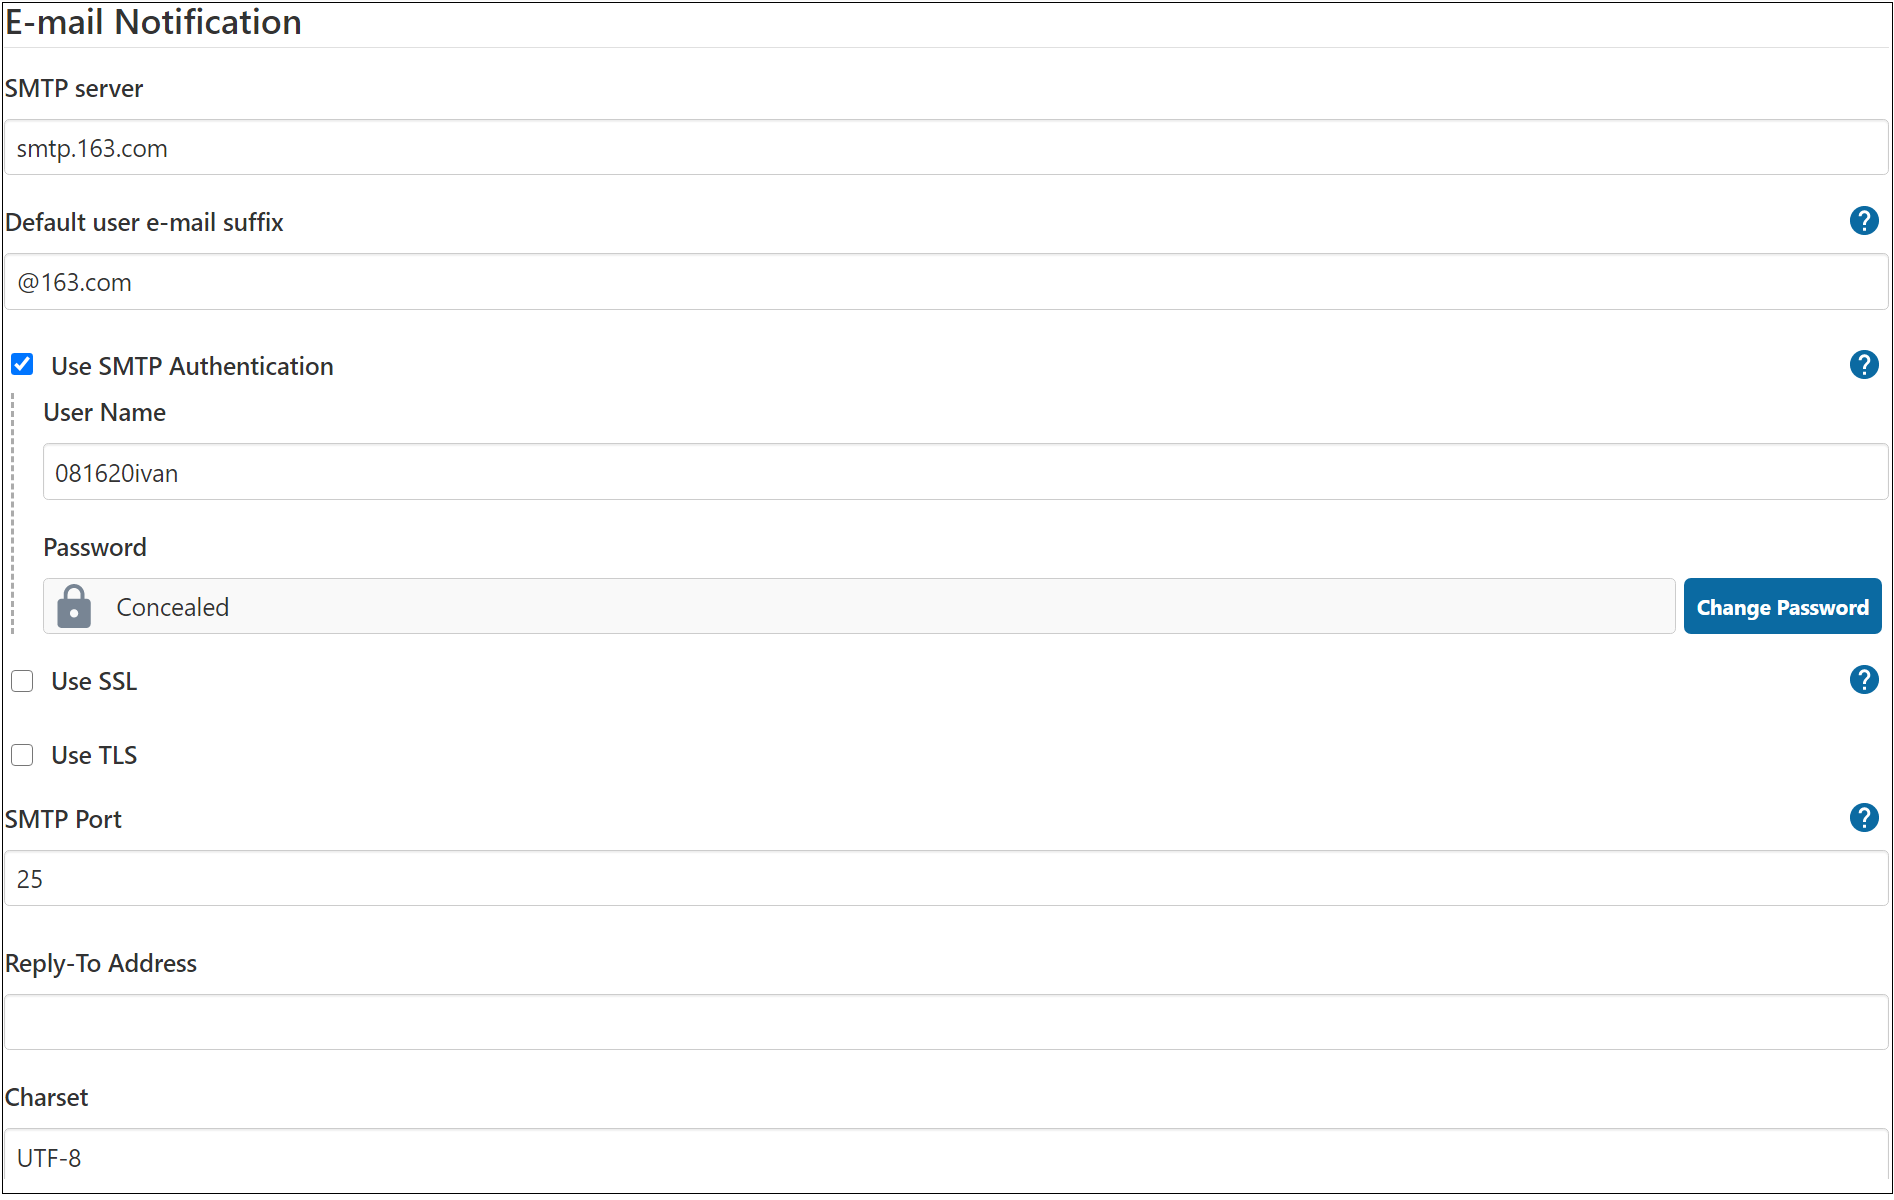 E-mail Notification
SMTP server
smtp.163.com
Default user e-mail suffix
?
@163.com
Use SMTP Authentication
?
User Name
081620ivan
Password
Concealed
Change Password
Use SSL
?
Use TLS
SMTP Port
?
25
Reply-To Address
Charset
UTF-8